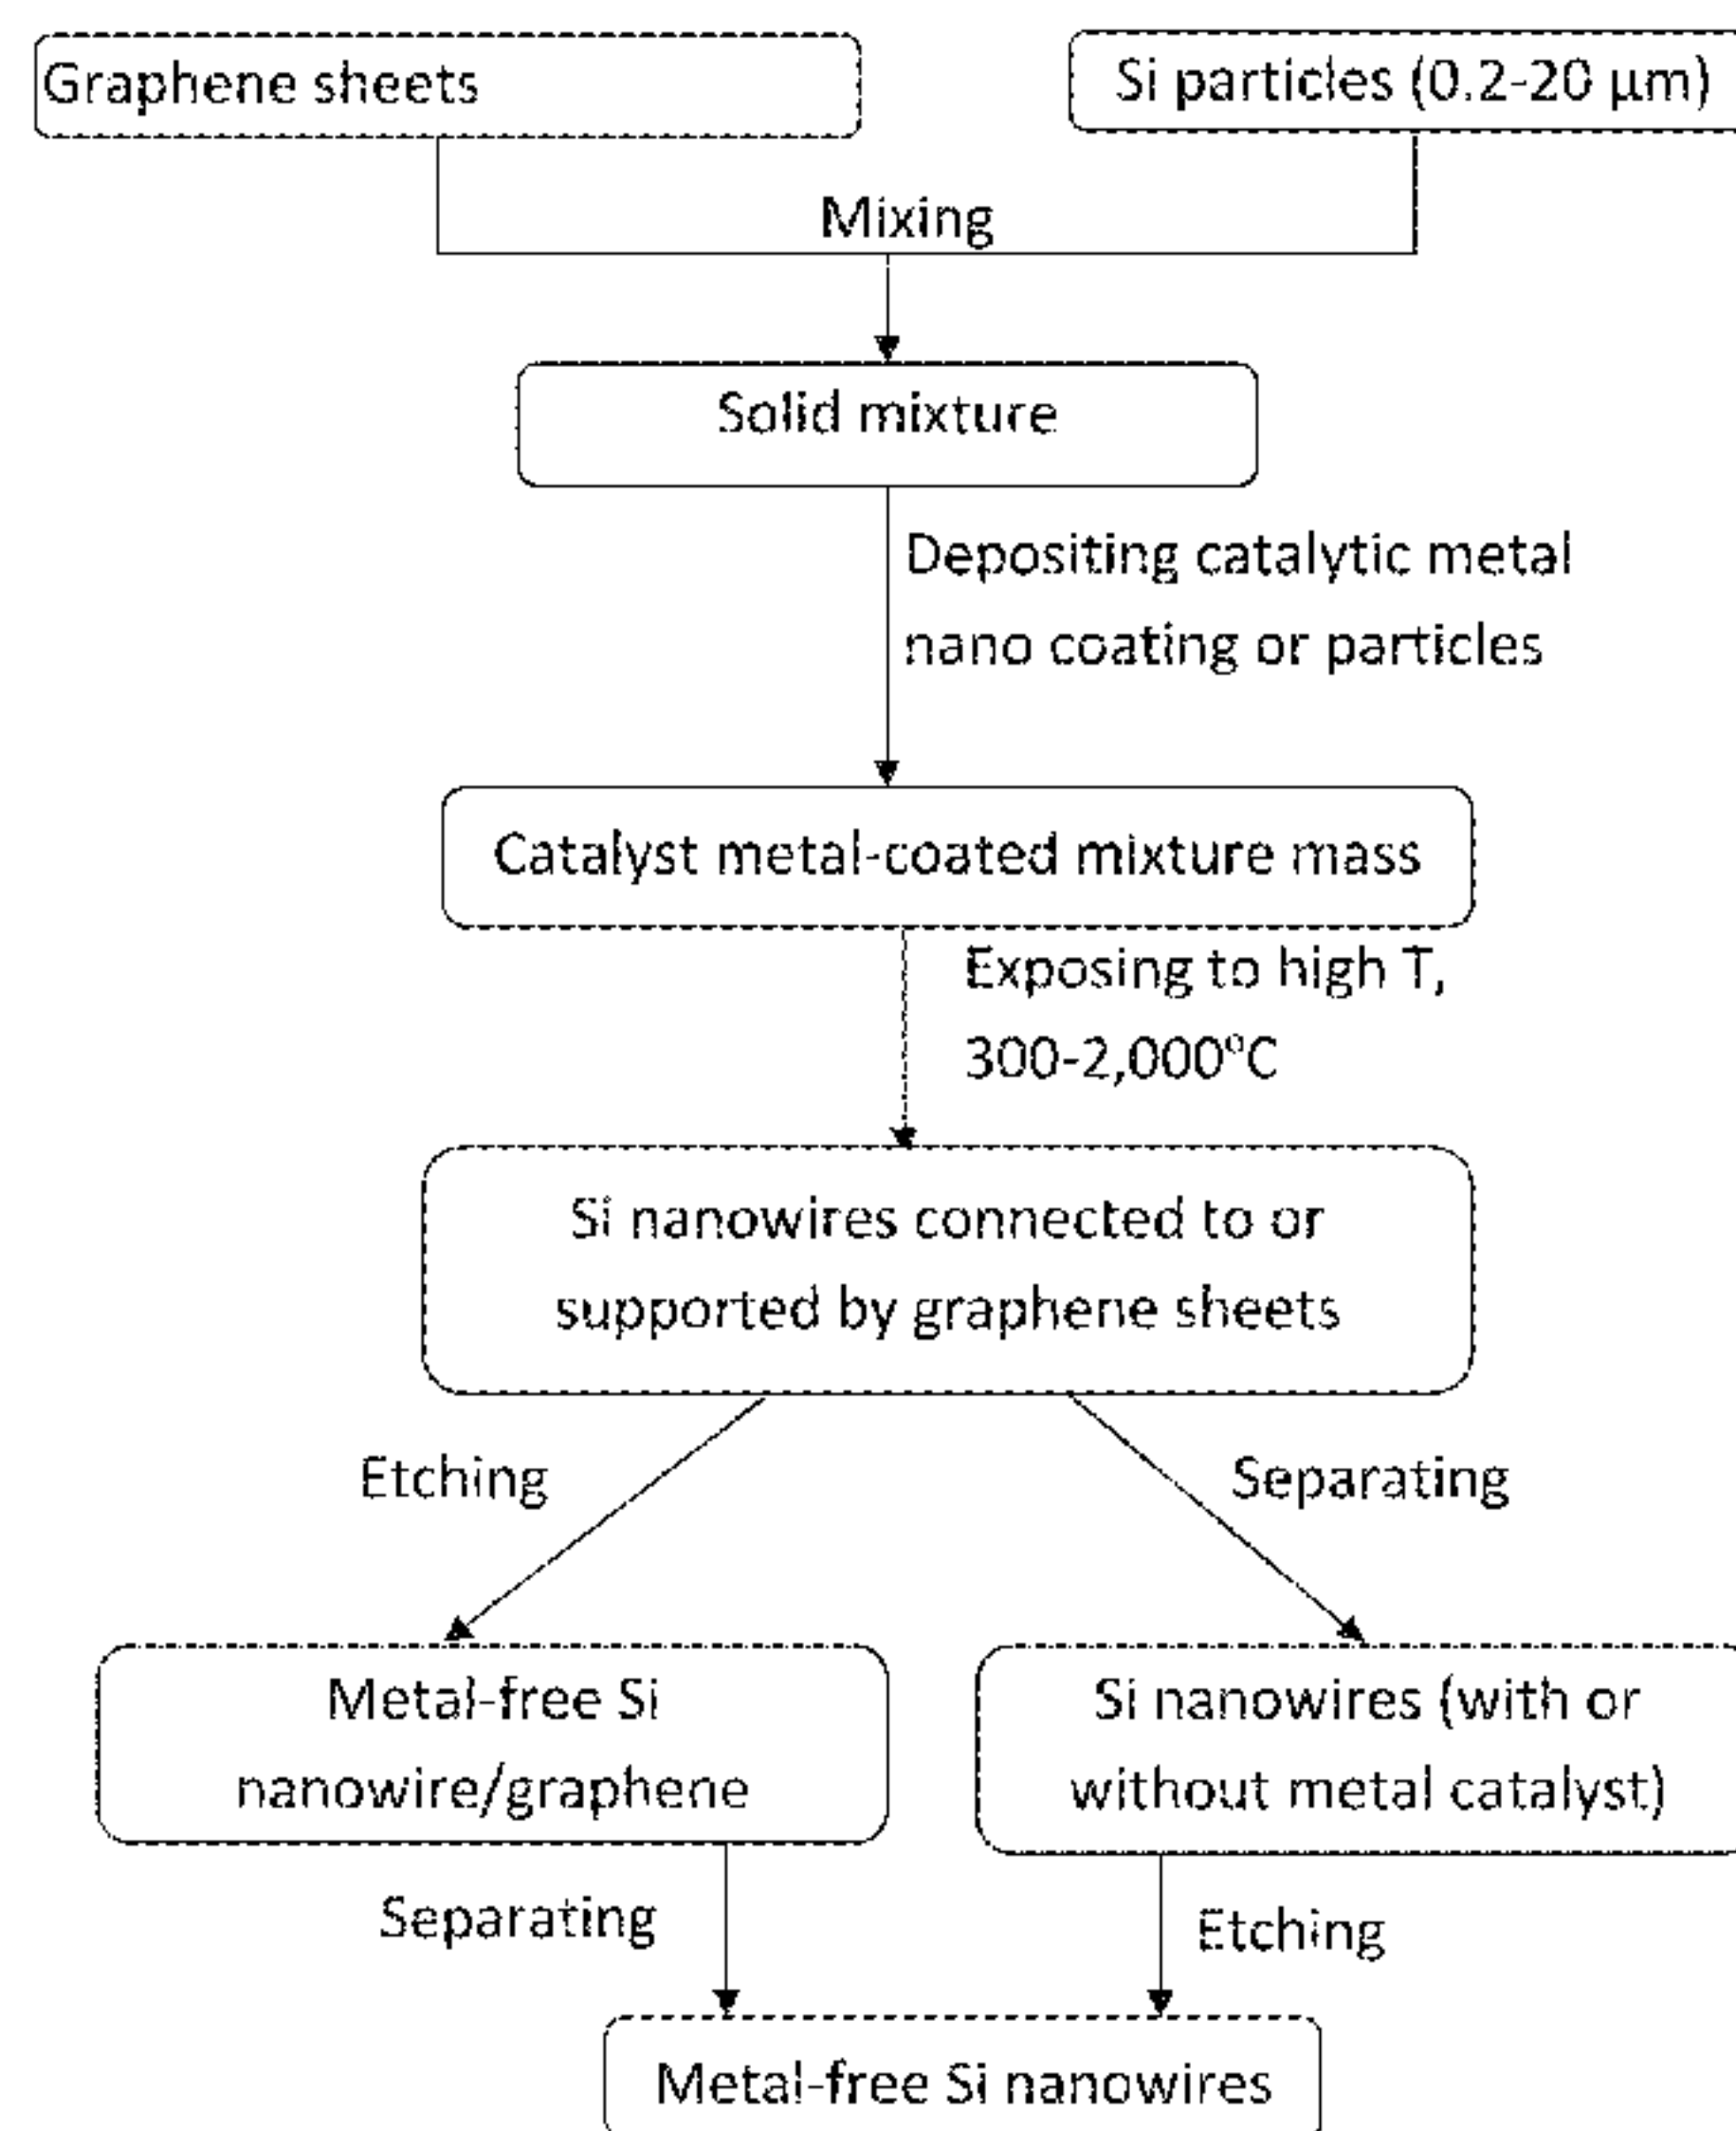 Graphene sheets
Si particles (0.2-20 µm)
Mixing
Solid mixture
Depositing catalytic metal
nano coating or particles
Catalyst metal-coated mixture mass
Exposing to high T,
300-2,000°C
Si nanowires connected to or
supported by graphene sheets
Etching
Separating
Metal-free Si
nanowire/graphene
Si nanowires (with or
without metal catalyst)
Separating
Etching
Metal-free Si nanowires